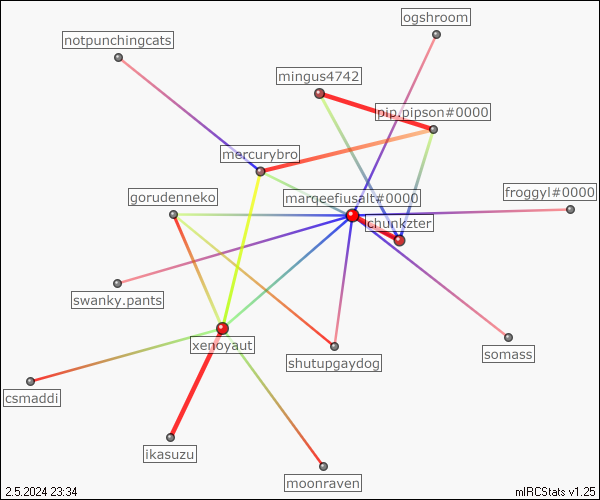 ogshroom
notpunchingcats
mingus4742
pip.pipson#0000
mercurybro
froggyl#0000
gorudenneko
marqeefiusalt#0000
chunkzter
swanky.pants
xenoyaut
somass
shutupgaydog
csmaddi
ikasuzu
moonraven
2.5.2024 23:34
mIRCStats v1.25